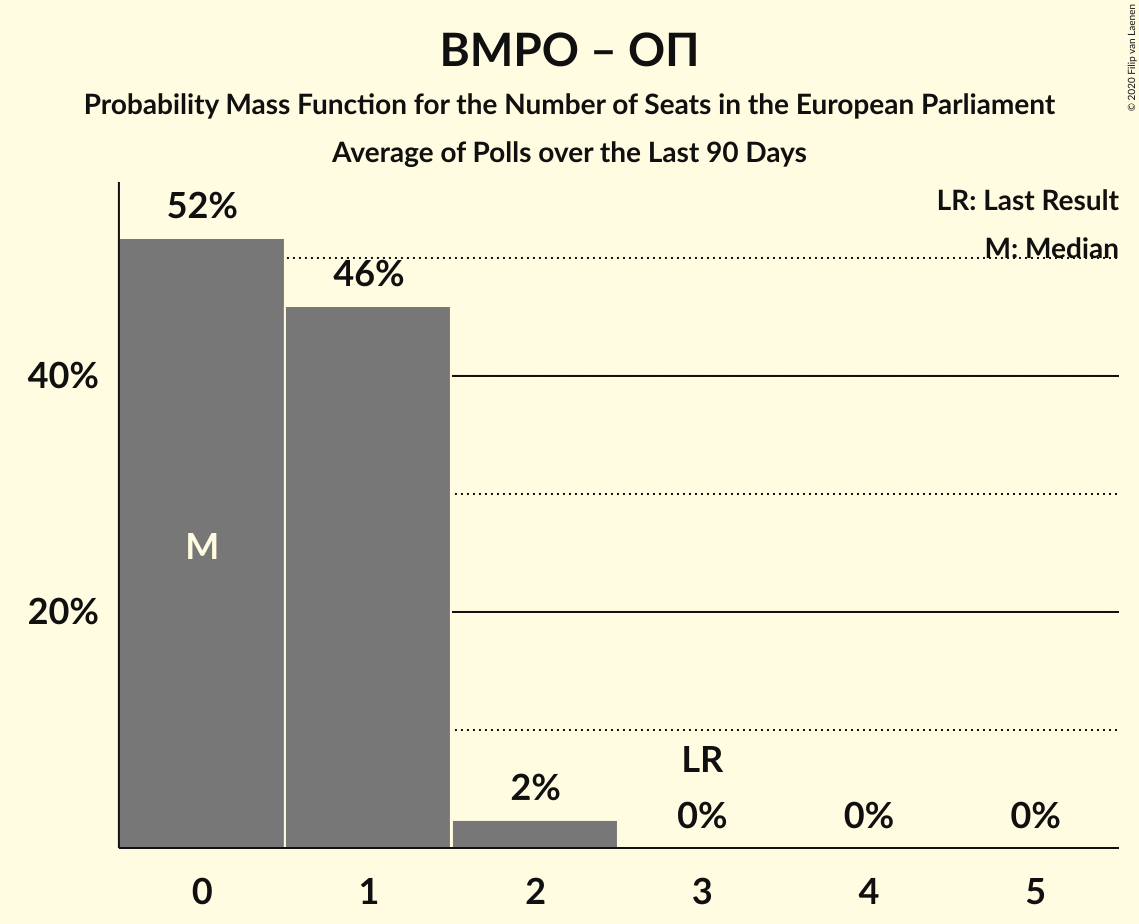 ВМРО – ОП
Probability Mass Function for the Number of Seats in the European Parliament
Average of Polls over the Last 90 Days
© 2020 Filip van Laenen
LR: Last Result
M: Median
52%
46%
40%
M
20%
LR
2%
0%
0%
0%
0
1
2
3
4
5